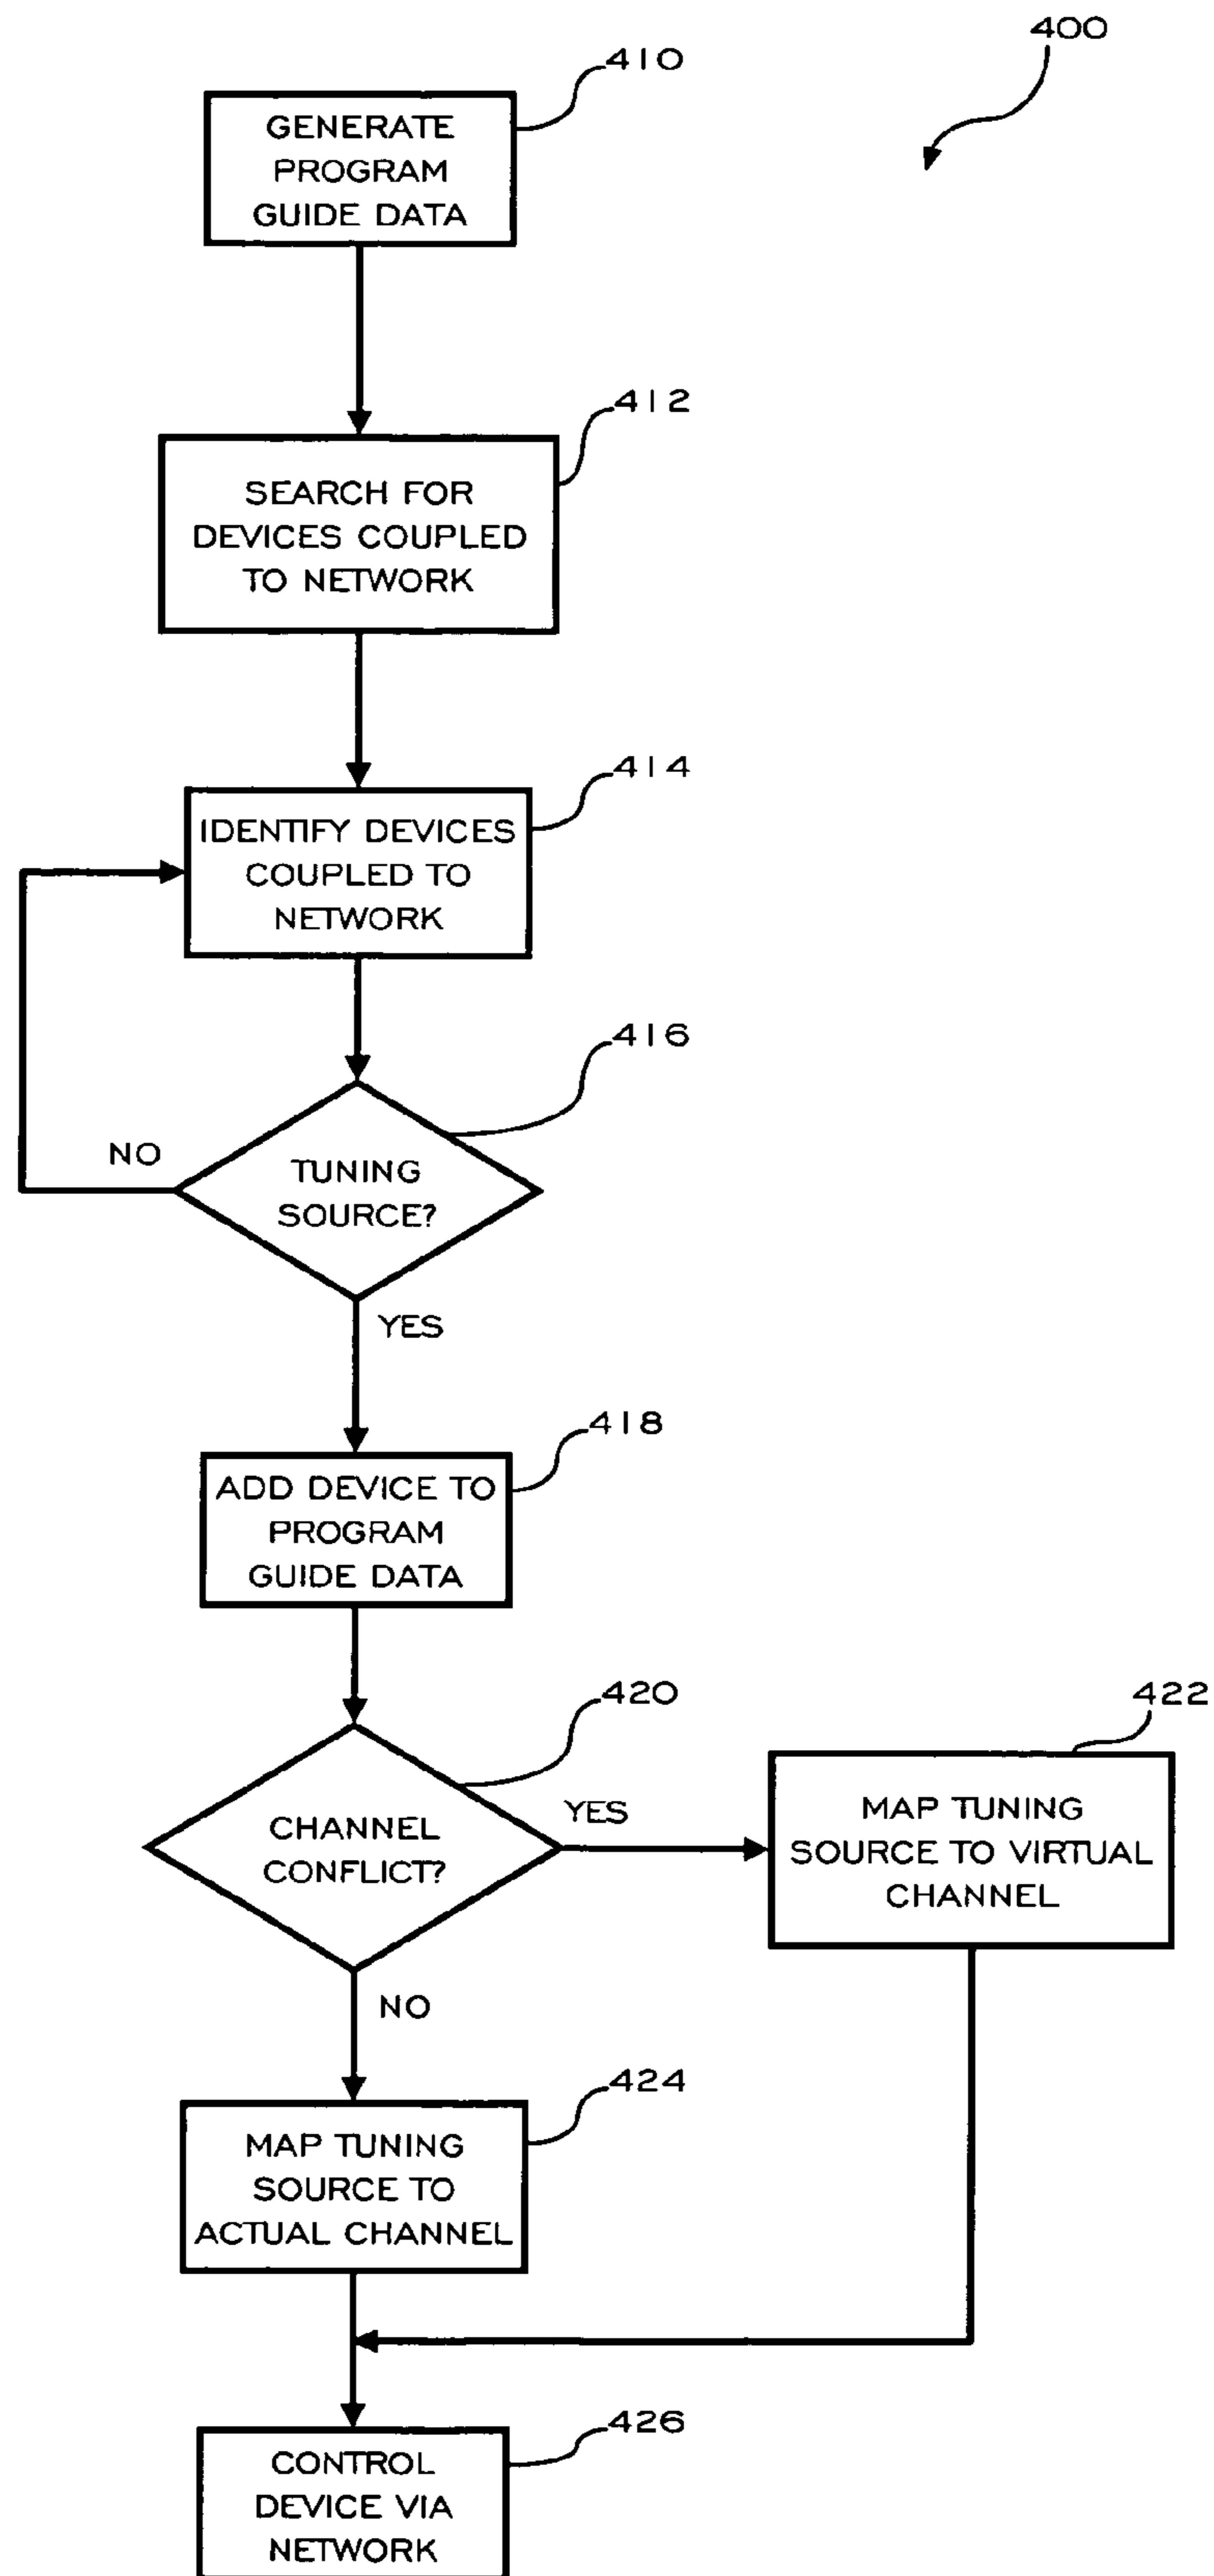 400
410
GENERATE
PROGRAM
GUIDE DATA
412
SEARCH FOR
DEVICES COUPLED
TO NETWORK
414
IDENTIFY DEVICES
COUPLED TO
NETWORK
416
NO
TUNING
SOURCE?
YES
418
ADD DEVICE TO
PROGRAM
GUIDE DATA
420
CHANNEL
CONFLICT?
YES
422
MAP TUNING
SOURCE TO VIRTUAL
CHANNEL
NO
424
MAP TUNING
SOURCE TO
ACTUAL CHANNEL
426
CONTROL
DEVICE VIA
NETWORK